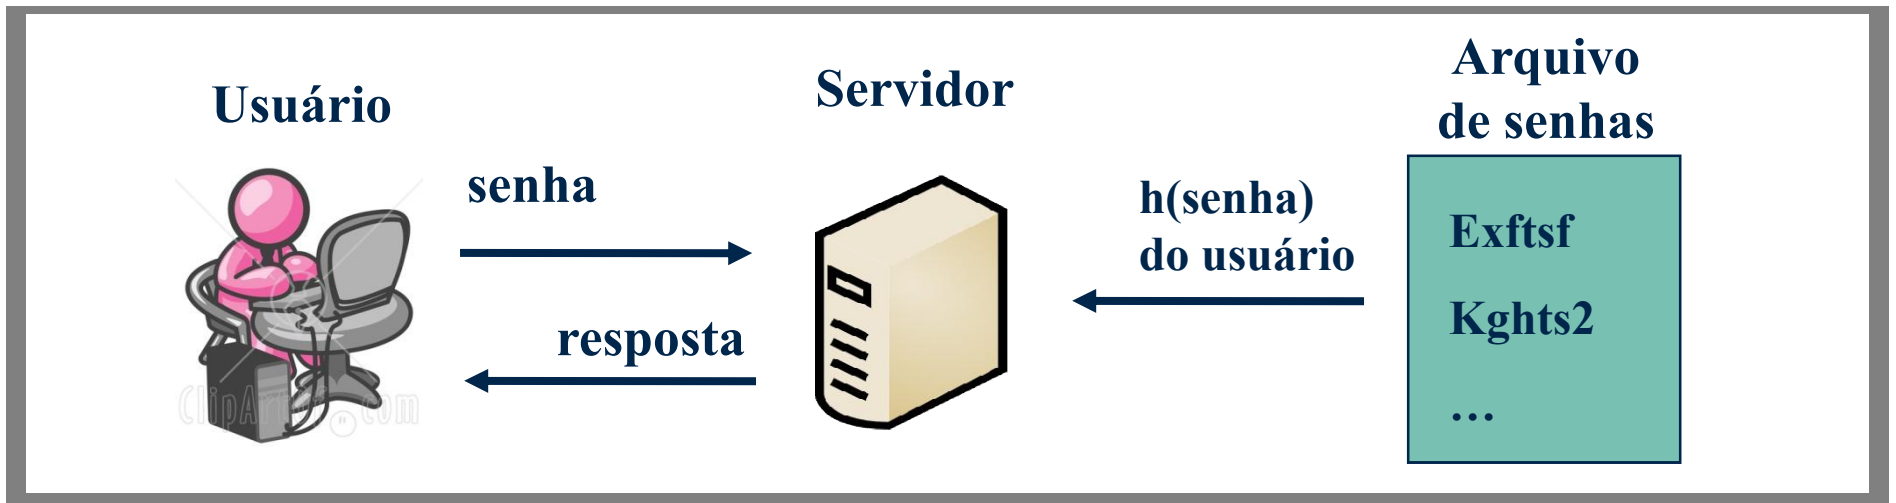 Usuário
senha
resposta
Servidor
h(senha)
do usuário
Arquivo
de senhas
Exftsf
Kghts2
...